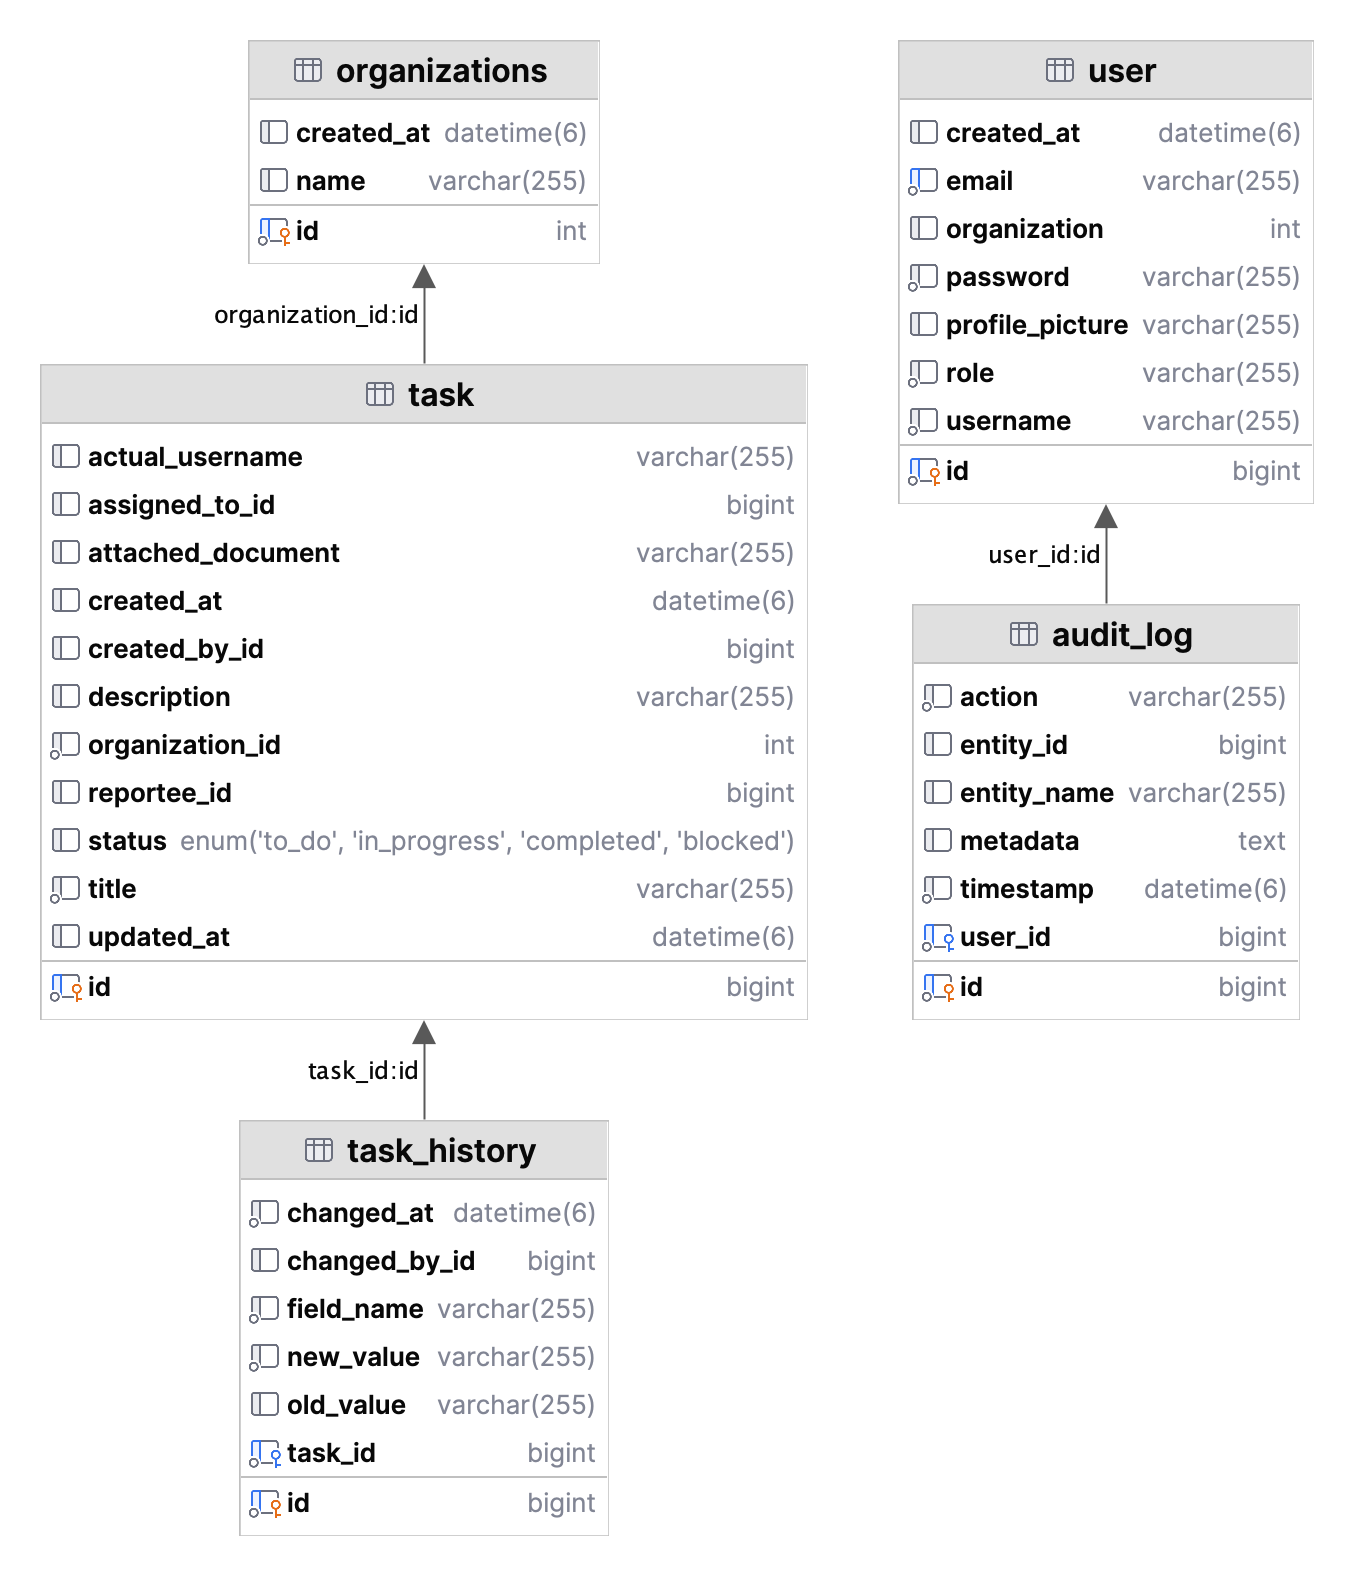 organizations
created_at datetime(6)
name varchar(255)
id int
organization_id:id
task
actual_username varchar(255)
assigned_to_id bigint
attached_document varchar(255)
created_at datetime(6)
created_by_id bigint
description varchar(255)
organization_id int
reportee_id bigint
status enum('to_do', 'in_progress', 'completed', 'blocked')
title varchar(255)
updated_at datetime(6)
id bigint
task_id:id
task_history
changed_at datetime(6)
changed_by_id bigint
field_name varchar(255)
new_value varchar(255)
old_value varchar(255)
task_id bigint
id bigint
user
created_at datetime(6)
email varchar(255)
organization int
password varchar(255)
profile_picture varchar(255)
role varchar(255)
username varchar(255)
id bigint
user_id:id
audit_log
action varchar(255)
entity_id bigint
entity_name varchar(255)
metadata text
timestamp datetime(6)
user_id bigint
id bigint